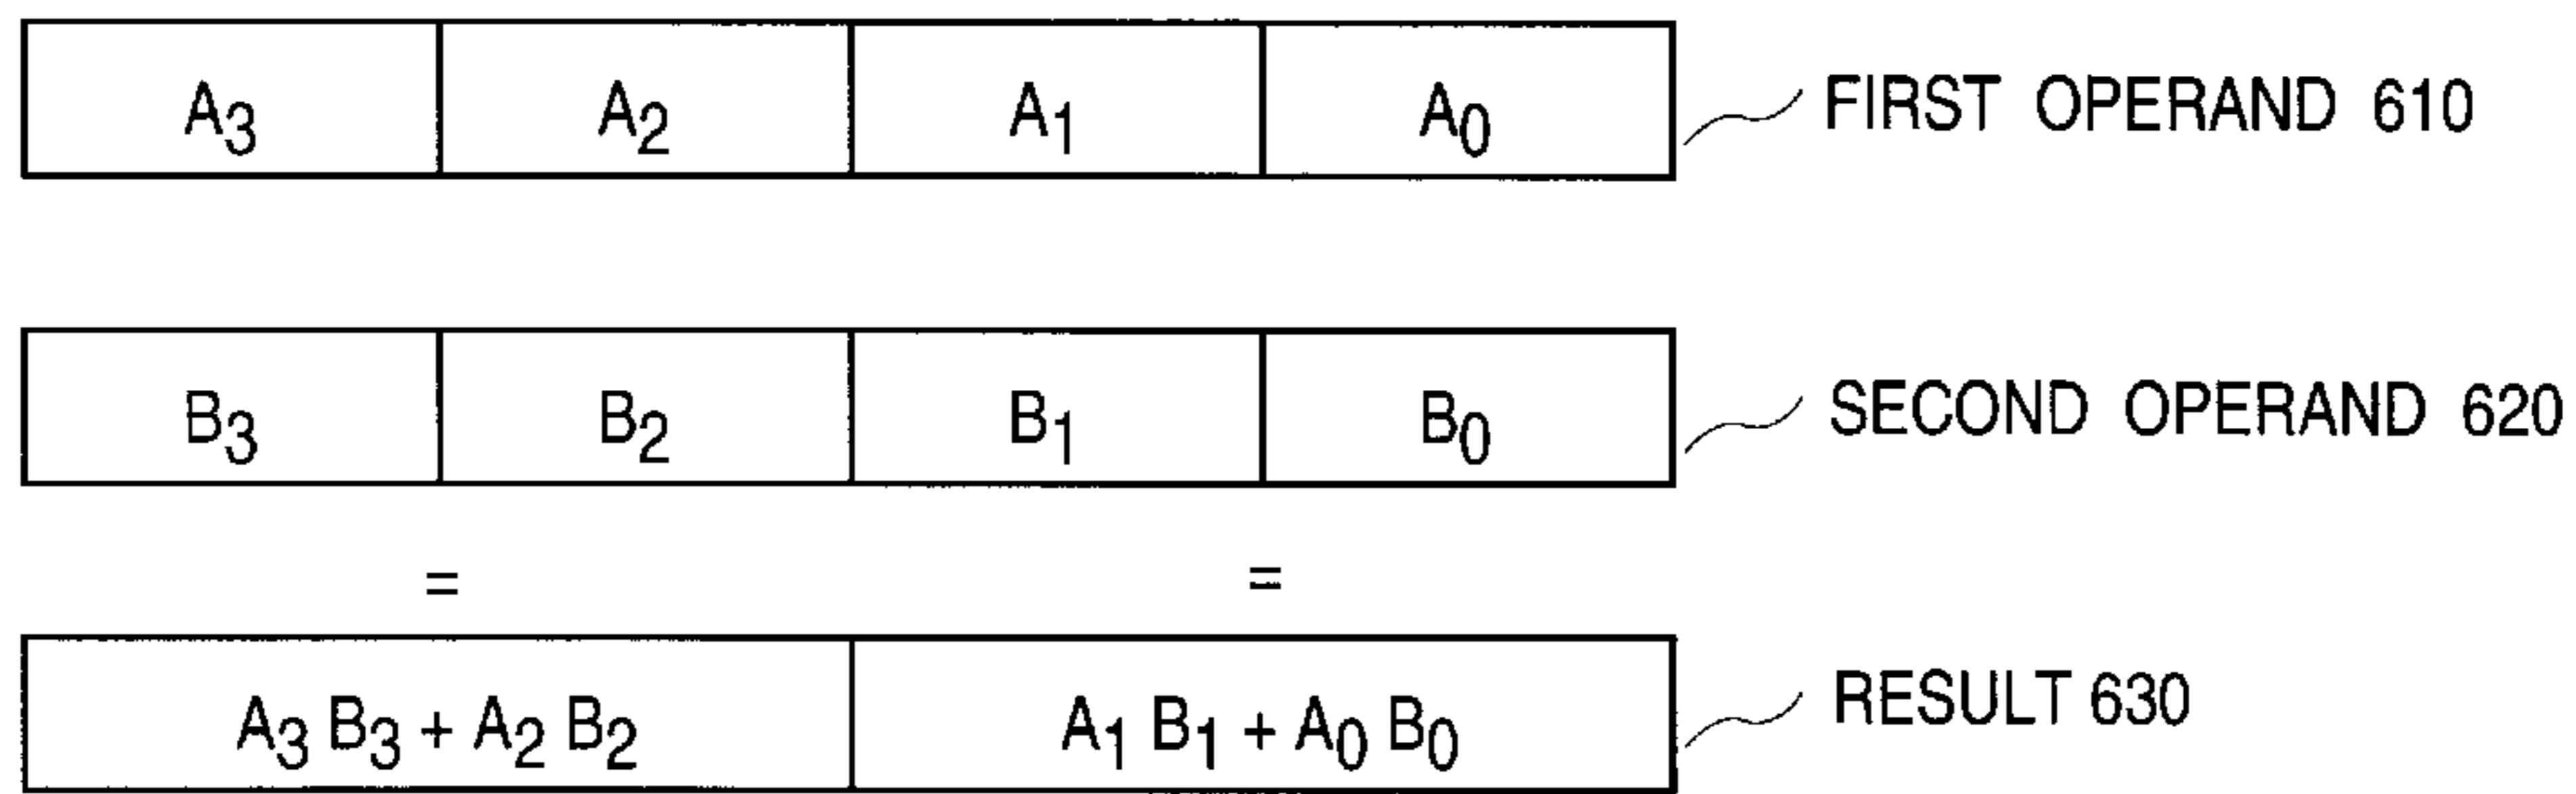 A₃ A₂ A₁ A₀ FIRST OPERAND 610
B₃ B₂ B₁ B₀ SECOND OPERAND 620
= =
A₃ B₃ + A₂ B₂ A₁ B₁ + A₀ B₀ RESULT 630